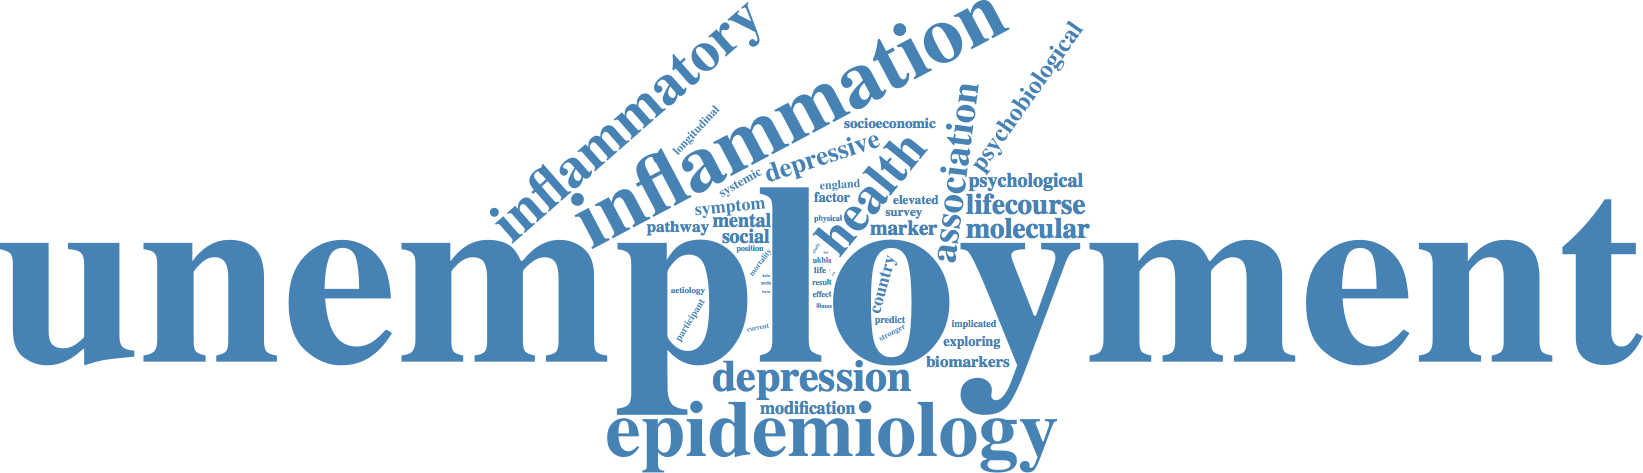 inflammatory
inflammation
longitudinal
psychobiological
association
socioeconomic
depressive
health
systemic
england
psychological
symptom
factor
elevated
lifecourse
mental
physical
survey
pathway
marker
molecular
social
position
unemployment
mortality
study
ukbls
life
country
result
aetiology
effect
illness
participant
predict
current
stronger
implicated
exploring
biomarkers
depression
modification
epidemiology